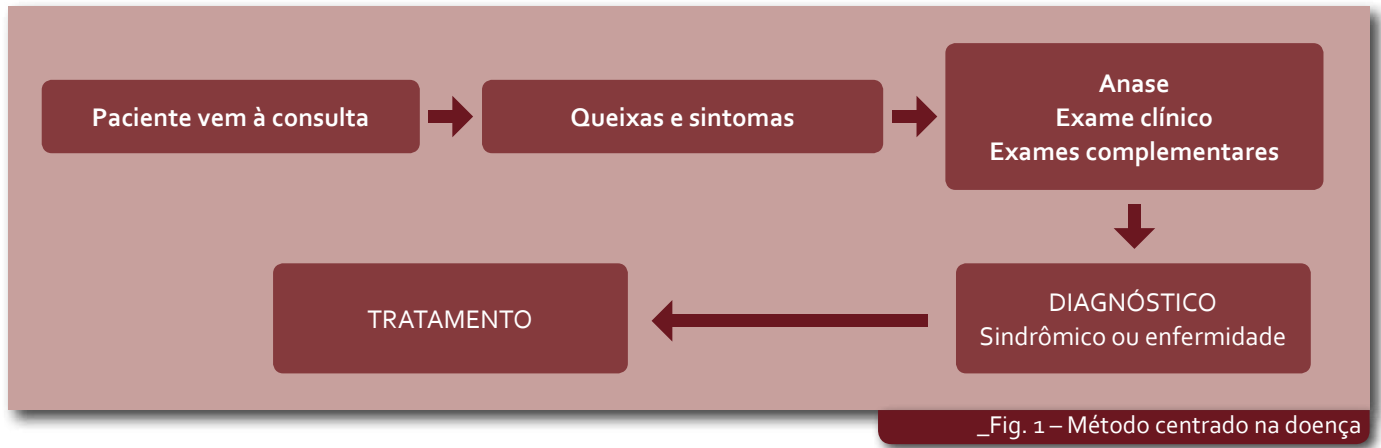 Paciente vem à consulta
Queixas e sintomas
Anase
Exame clínico
Exames complementares
DIAGNÓSTICO
Sindrômico ou enfermidade
TRATAMENTO
_Fig. 1 – Método centrado na doença